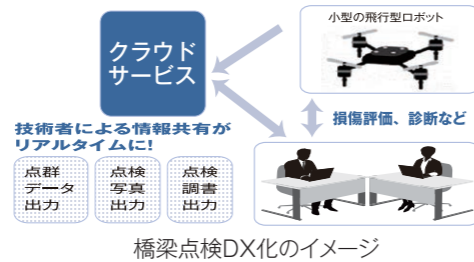 小型の飛行型ロボット
クラウド
サービス
損傷評価、診断など
技術者による情報共有が
リアルタイムに!
点群
データ
出力
点検
写真
出力
点検
調書
出力
橋梁点検DX化のイメージ